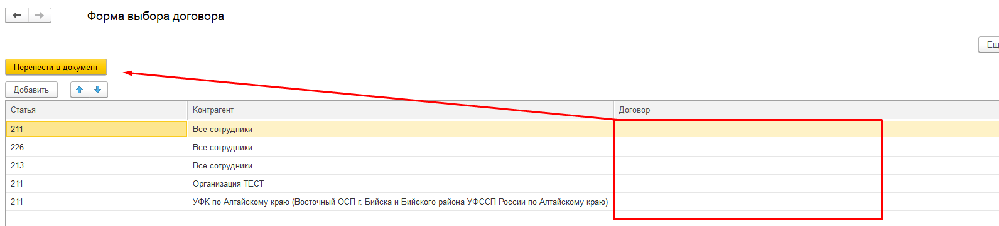 Форма выбора договора
Ещ
Перенести в документ
Добавить
Статья Контрагент Договор
211 Все сотрудники
226 Все сотрудники
213 Все сотрудники
211 Организация ТЕСТ
211 УФК по Алтайскому краю (Восточный ОСП г. Бийска и Бийского района УФССП России по Алтайскому краю)